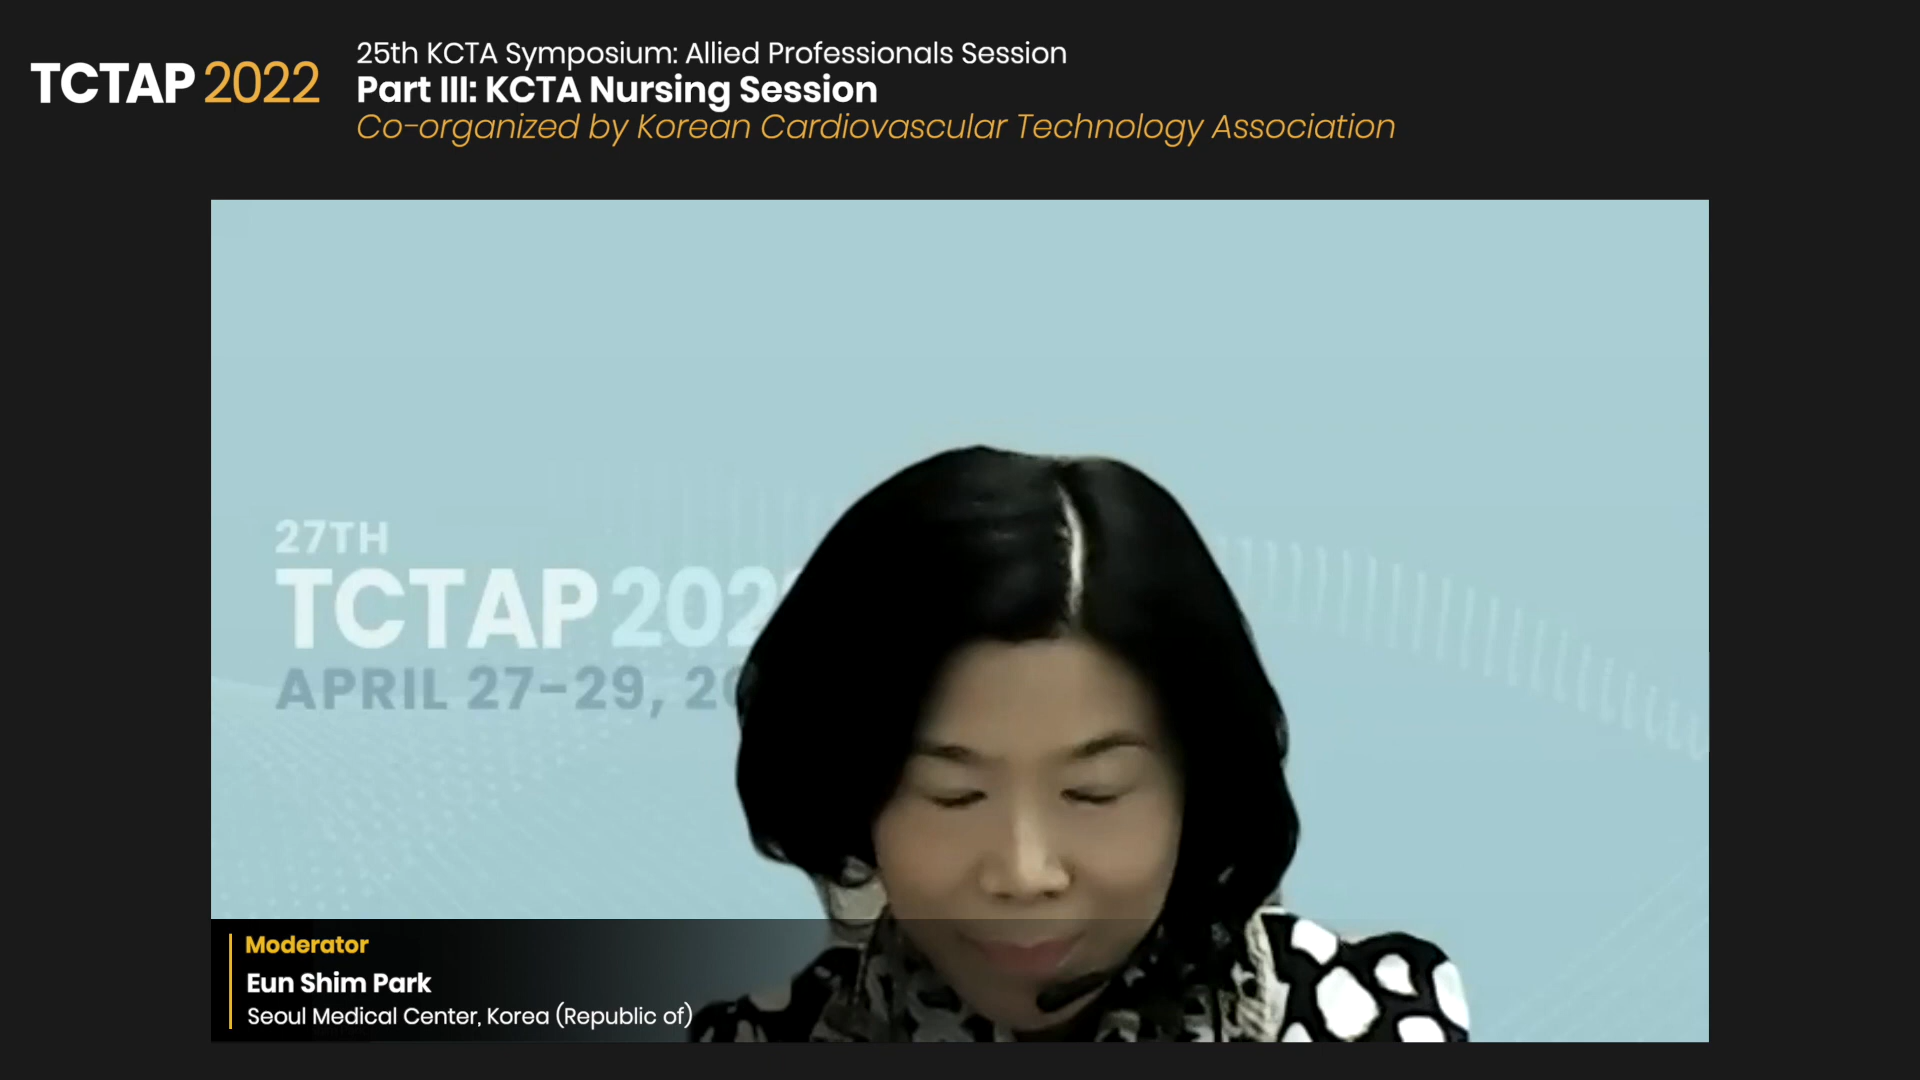 TCTAP 2022
25th KCTA Symposium: Allied Professionals Session
Part III: KCTA Nursing Session
Co-organized by Korean Cardiovascular Technology Association
27TH
TCTAP 202
APRIL 27-29, 20
Moderator
Eun Shim Park
Seoul Medical Center, Korea (Republic of)